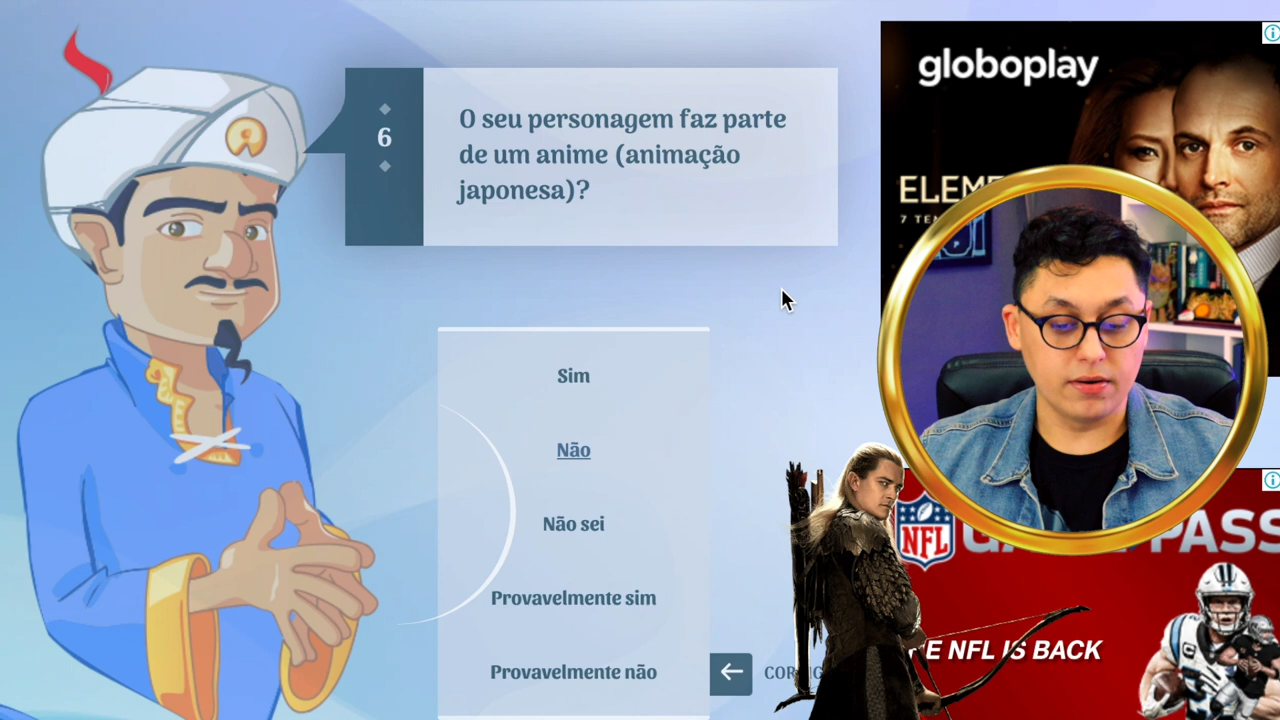 6
O seu personagem faz parte
de um anime (animação
japonesa)?
Sim
Não
Não sei
Provavelmente sim
Provavelmente não
globoplay
NFL
NFL IS BACK